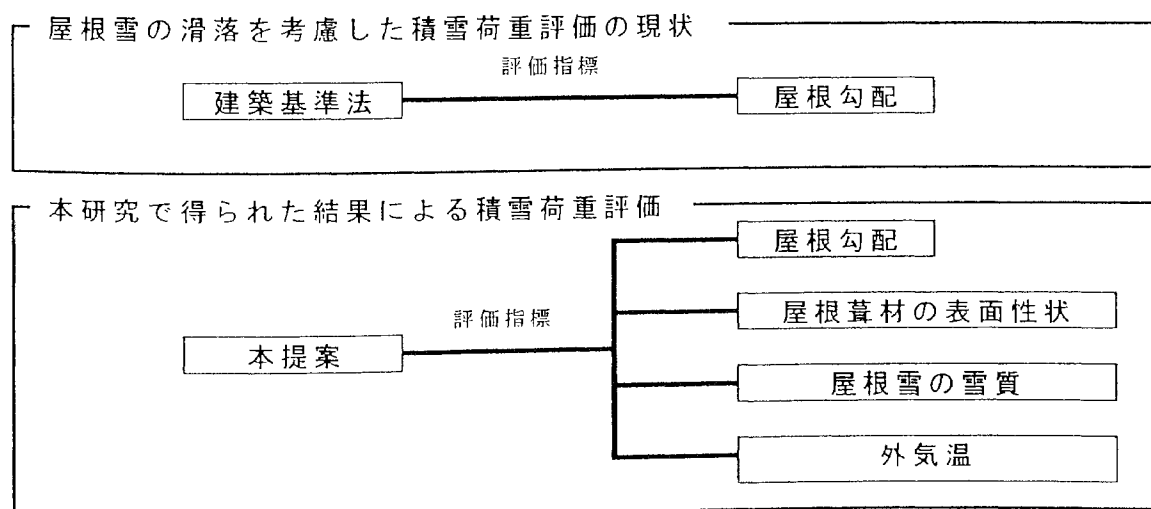 屋根雪の滑落を考慮した積雪荷重評価の現状
評価指標
建築基準法
屋根勾配
本研究で得られた結果による積雪荷重評価
屋根勾配
屋根葺材の表面性状
評価指標
本提案
屋根雪の雪質
外気温